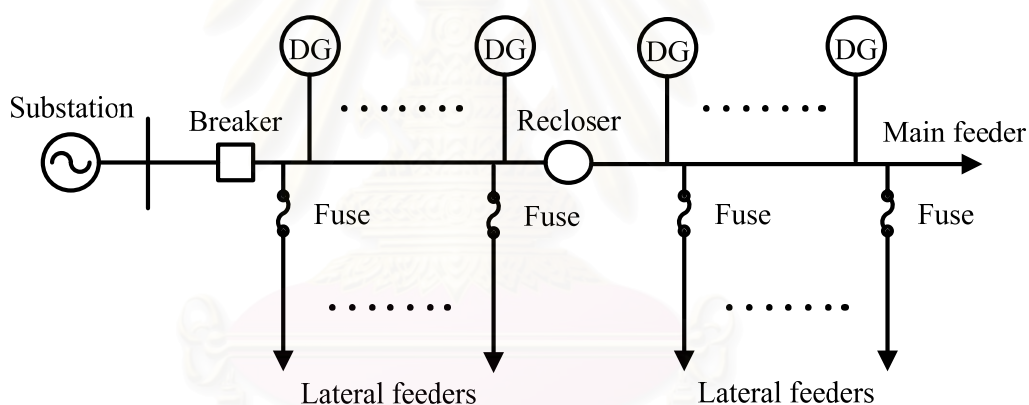 DG
DG
DG
DG
Substation
Breaker
Recloser
Main feeder
Fuse
Fuse
Fuse
Fuse
Lateral feeders
Lateral feeders